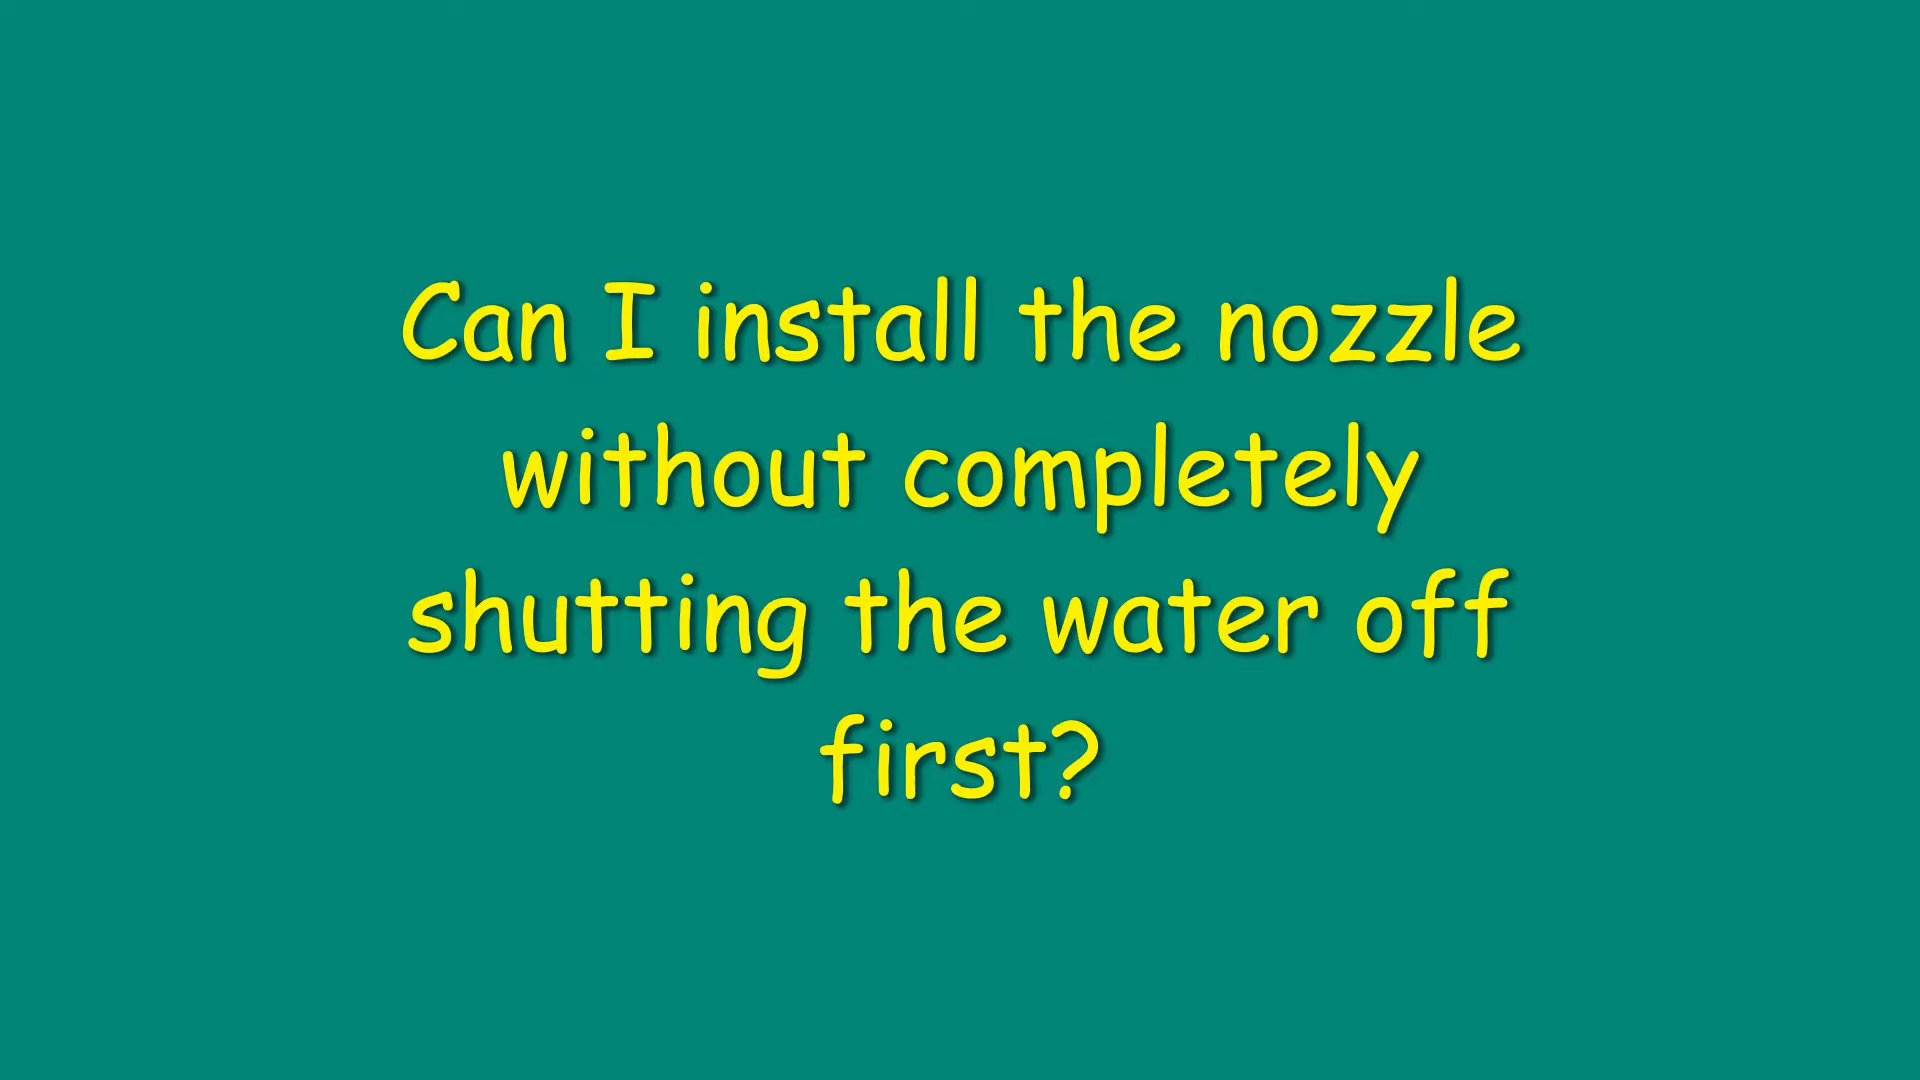 Can I install the nozzle
without completely
shutting the water off
first?